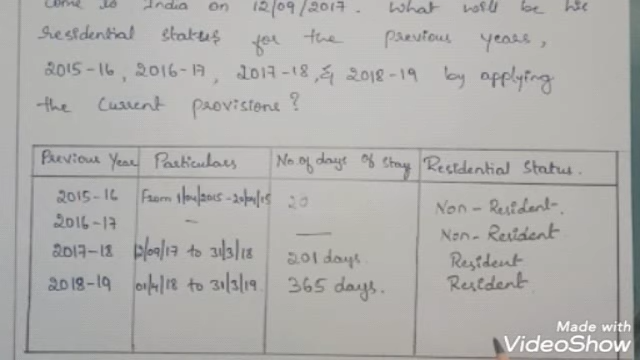 come to India on 12/09/2017. What will be his
residential status for the previous years,
2015-16, 2016-17, 2017-18, & 2018-19 by applying
the current provisions?
Previous Year Particulars No. of days of stay Residential Status.
2015-16 From 1/04/2015-20/04/15 20 Non-Resident.
2016-17 — — Non-Resident
2017-18 12/09/17 to 31/3/18 201 days. Resident
2018-19 01/4/18 to 31/3/19. 365 days. Resident
Made with
VideoShow